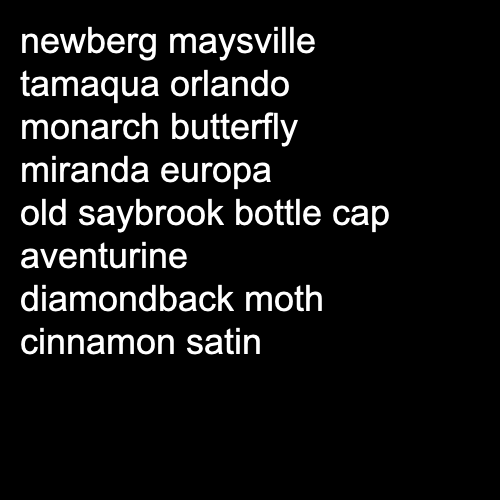 newberg maysville
tamaqua orlando
monarch butterfly
miranda europa
old saybrook bottle cap
aventurine
diamondback moth
cinnamon satin